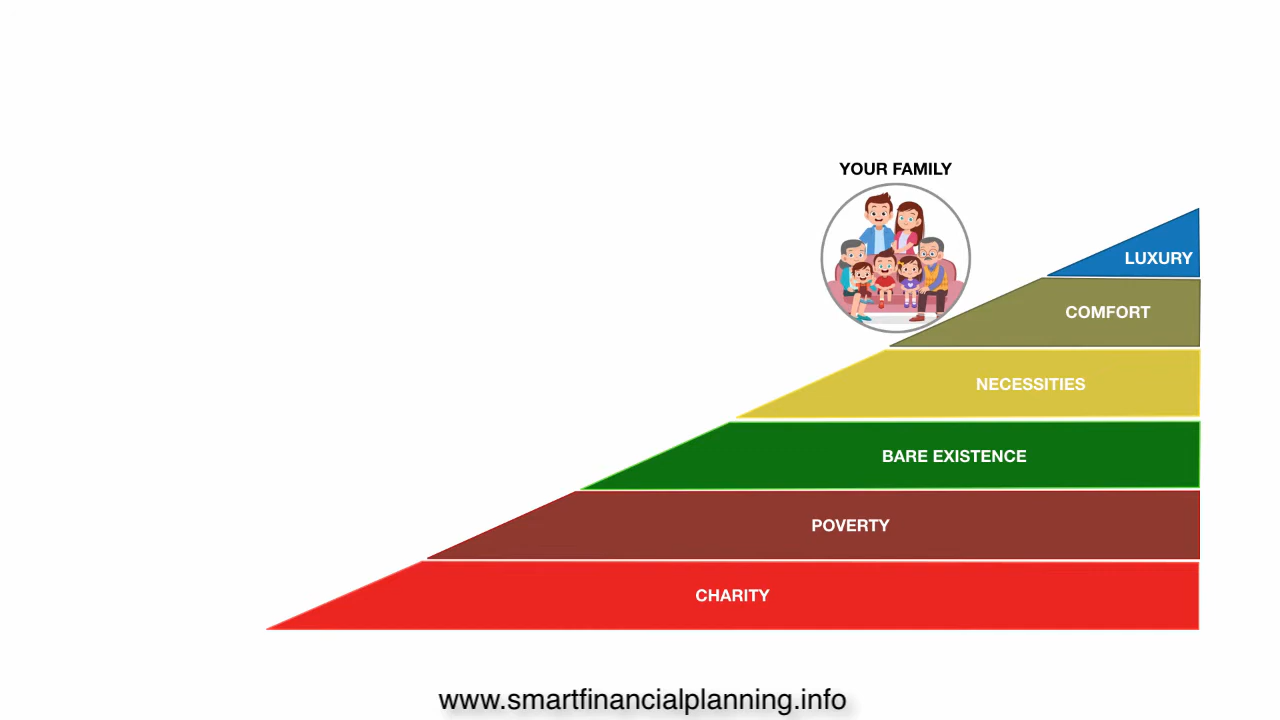 YOUR FAMILY
LUXURY
COMFORT
NECESSITIES
BARE EXISTENCE
POVERTY
CHARITY
www.smartfinancialplanning.info